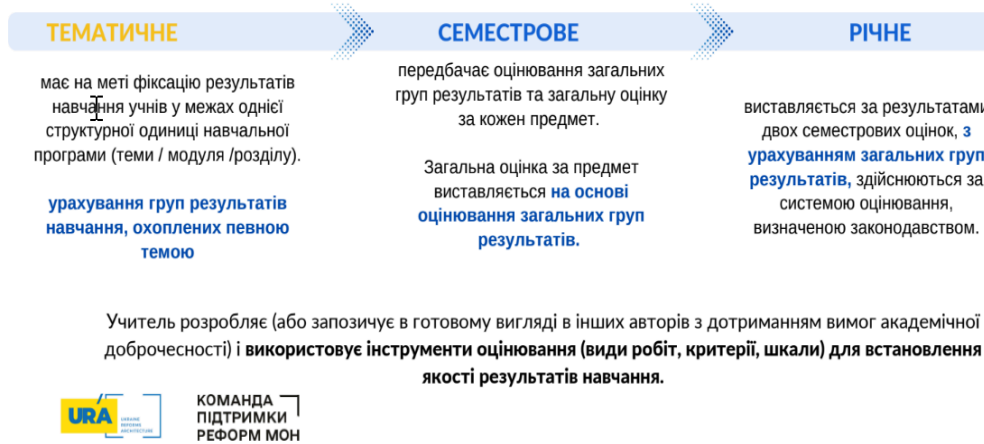 ТЕМАТИЧНЕ
має на меті фіксацію результатів
навчання учнів у межах однієї
структурної одиниці навчальної
програми (теми / модуля /розділу).
урахування груп результатів
навчання, охоплених певною
темою
СЕМЕСТРОВЕ
передбачає оцінювання загальних
груп результатів та загальну оцінку
за кожен предмет.
Загальна оцінка за предмет
виставляється на основі
оцінювання загальних груп
результатів.
РІЧНЕ
виставляється за результатами
двох семестрових оцінок, з
урахуванням загальних груп
результатів, здійснюються за
системою оцінювання,
визначеною законодавством.
Учитель розробляє (або запозичує в готовому вигляді в інших авторів з дотриманням вимог академічної
доброчесності) і використовує інструменти оцінювання (види робіт, критерії, шкали) для встановлення
якості результатів навчання.
URA
UKRAINE
REFORMS
ARCHITECTURE
КОМАНДА
ПІДТРИМКИ
РЕФОРМ МОН